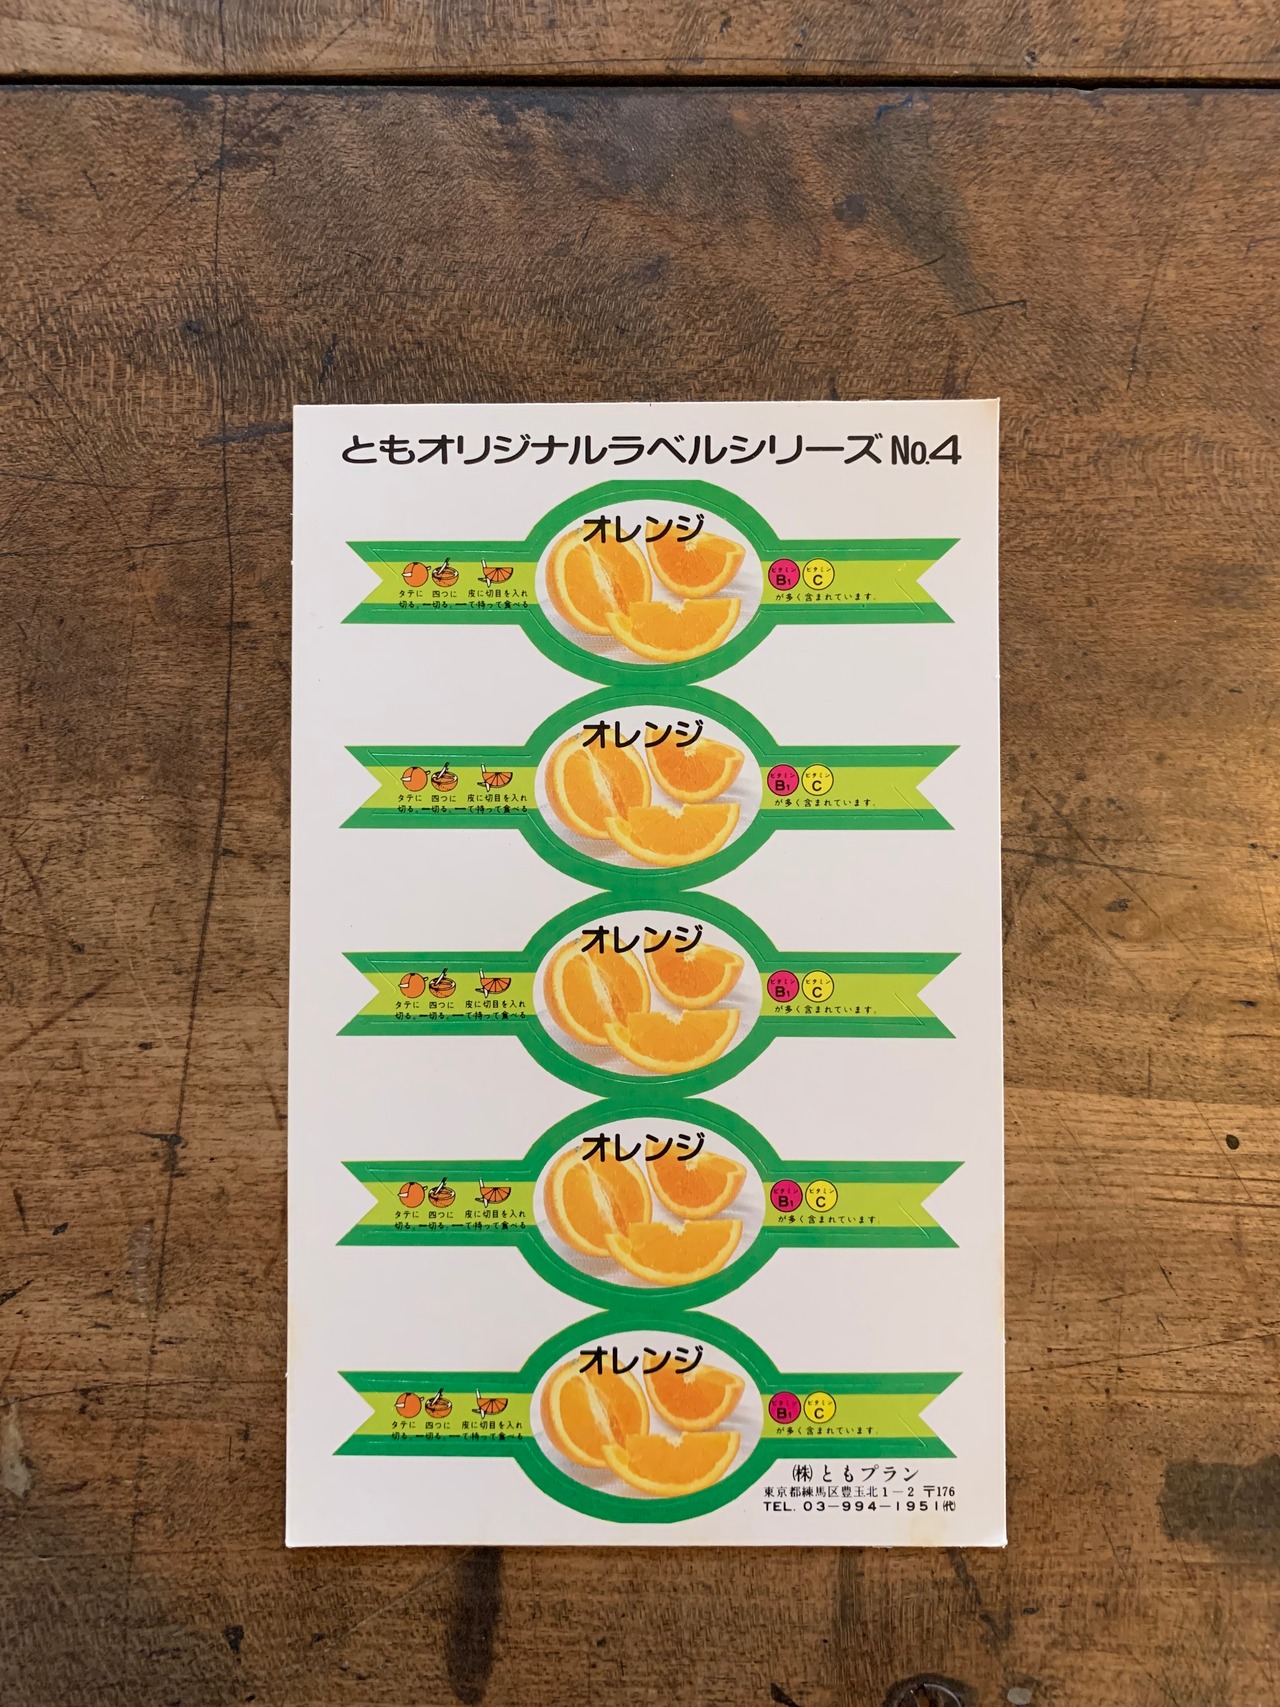 ともオリジナルラベルシリーズ No.4
オレンジ
タテに 四つに 皮に切目を入れ
切る。―切る。―て持って食べる
ビタミン B₁ ビタミン C
が多く含まれています。
オレンジ
タテに 四つに 皮に切目を入れ
切る。―切る。―て持って食べる
ビタミン B₁ ビタミン C
が多く含まれています。
オレンジ
タテに 四つに 皮に切目を入れ
切る。―切る。―て持って食べる
ビタミン B₁ ビタミン C
が多く含まれています。
オレンジ
タテに 四つに 皮に切目を入れ
切る。―切る。―て持って食べる
ビタミン B₁ ビタミン C
が多く含まれています。
オレンジ
タテに 四つに 皮に切目を入れ
切る。―切る。―て持って食べる
ビタミン B₁ ビタミン C
が多く含まれています。
㈱ともプラン
東京都練馬区豊玉北1－2 〒176
TEL. 03－994－1951㈹